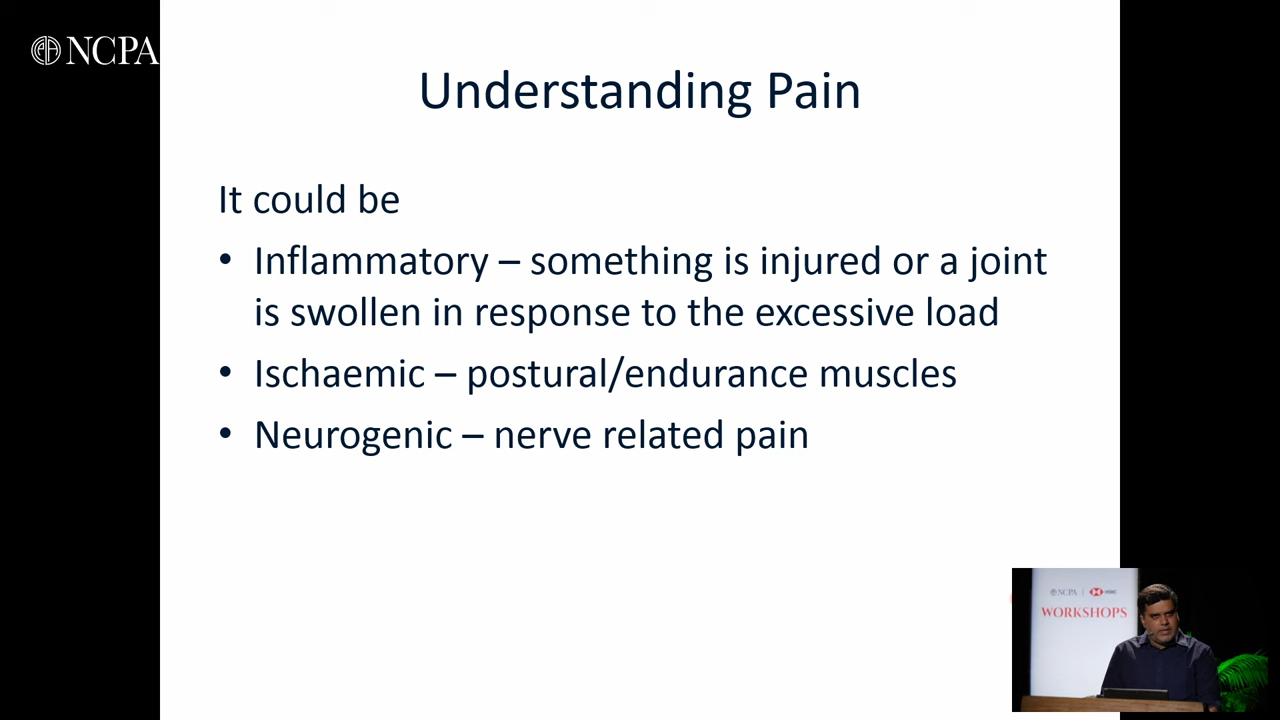 NCPA
Understanding Pain
It could be
• Inflammatory – something is injured or a joint
is swollen in response to the excessive load
• Ischaemic – postural/endurance muscles
• Neurogenic – nerve related pain
NCPA | HSBC
WORKSHOPS